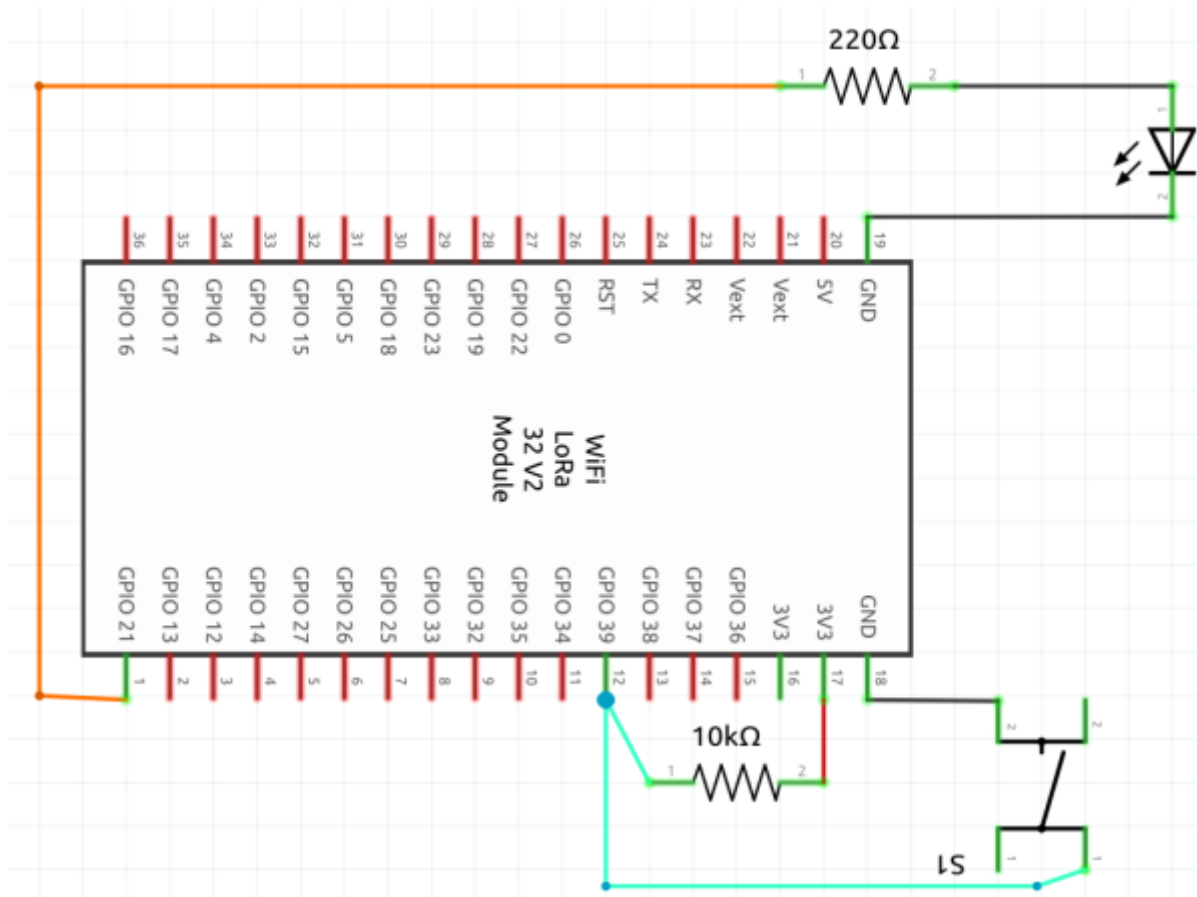 220Ω
1
2
1
2
36
35
34
33
32
31
30
29
28
27
26
25
24
23
22
21
20
19
GPIO 16
GPIO 17
GPIO 4
GPIO 2
GPIO 15
GPIO 5
GPIO 18
GPIO 23
GPIO 19
GPIO 22
GPIO 0
RST
TX
RX
Vext
Vext
5V
GND
WiFi
LoRa
32 V2
Module
GPIO 21
GPIO 13
GPIO 12
GPIO 14
GPIO 27
GPIO 26
GPIO 25
GPIO 33
GPIO 32
GPIO 35
GPIO 34
GPIO 39
GPIO 38
GPIO 37
GPIO 36
3V3
3V3
GND
1
2
3
4
5
6
7
8
9
10
11
12
13
14
15
16
17
18
10kΩ
1
2
2
2
S1
1
1